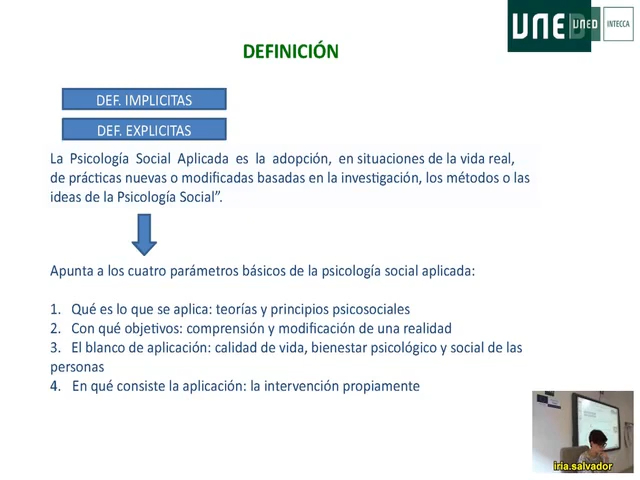 UNED
UNED
INTECCA
DEFINICIÓN
DEF. IMPLICITAS
DEF. EXPLICITAS
La Psicología Social Aplicada es la adopción, en situaciones de la vida real,
de prácticas nuevas o modificadas basadas en la investigación, los métodos o las
ideas de la Psicología Social”.
Apunta a los cuatro parámetros básicos de la psicología social aplicada:
1. Qué es lo que se aplica: teorías y principios psicosociales
2. Con qué objetivos: comprensión y modificación de una realidad
3. El blanco de aplicación: calidad de vida, bienestar psicológico y social de las
personas
4. En qué consiste la aplicación: la intervención propiamente
iria.salvador